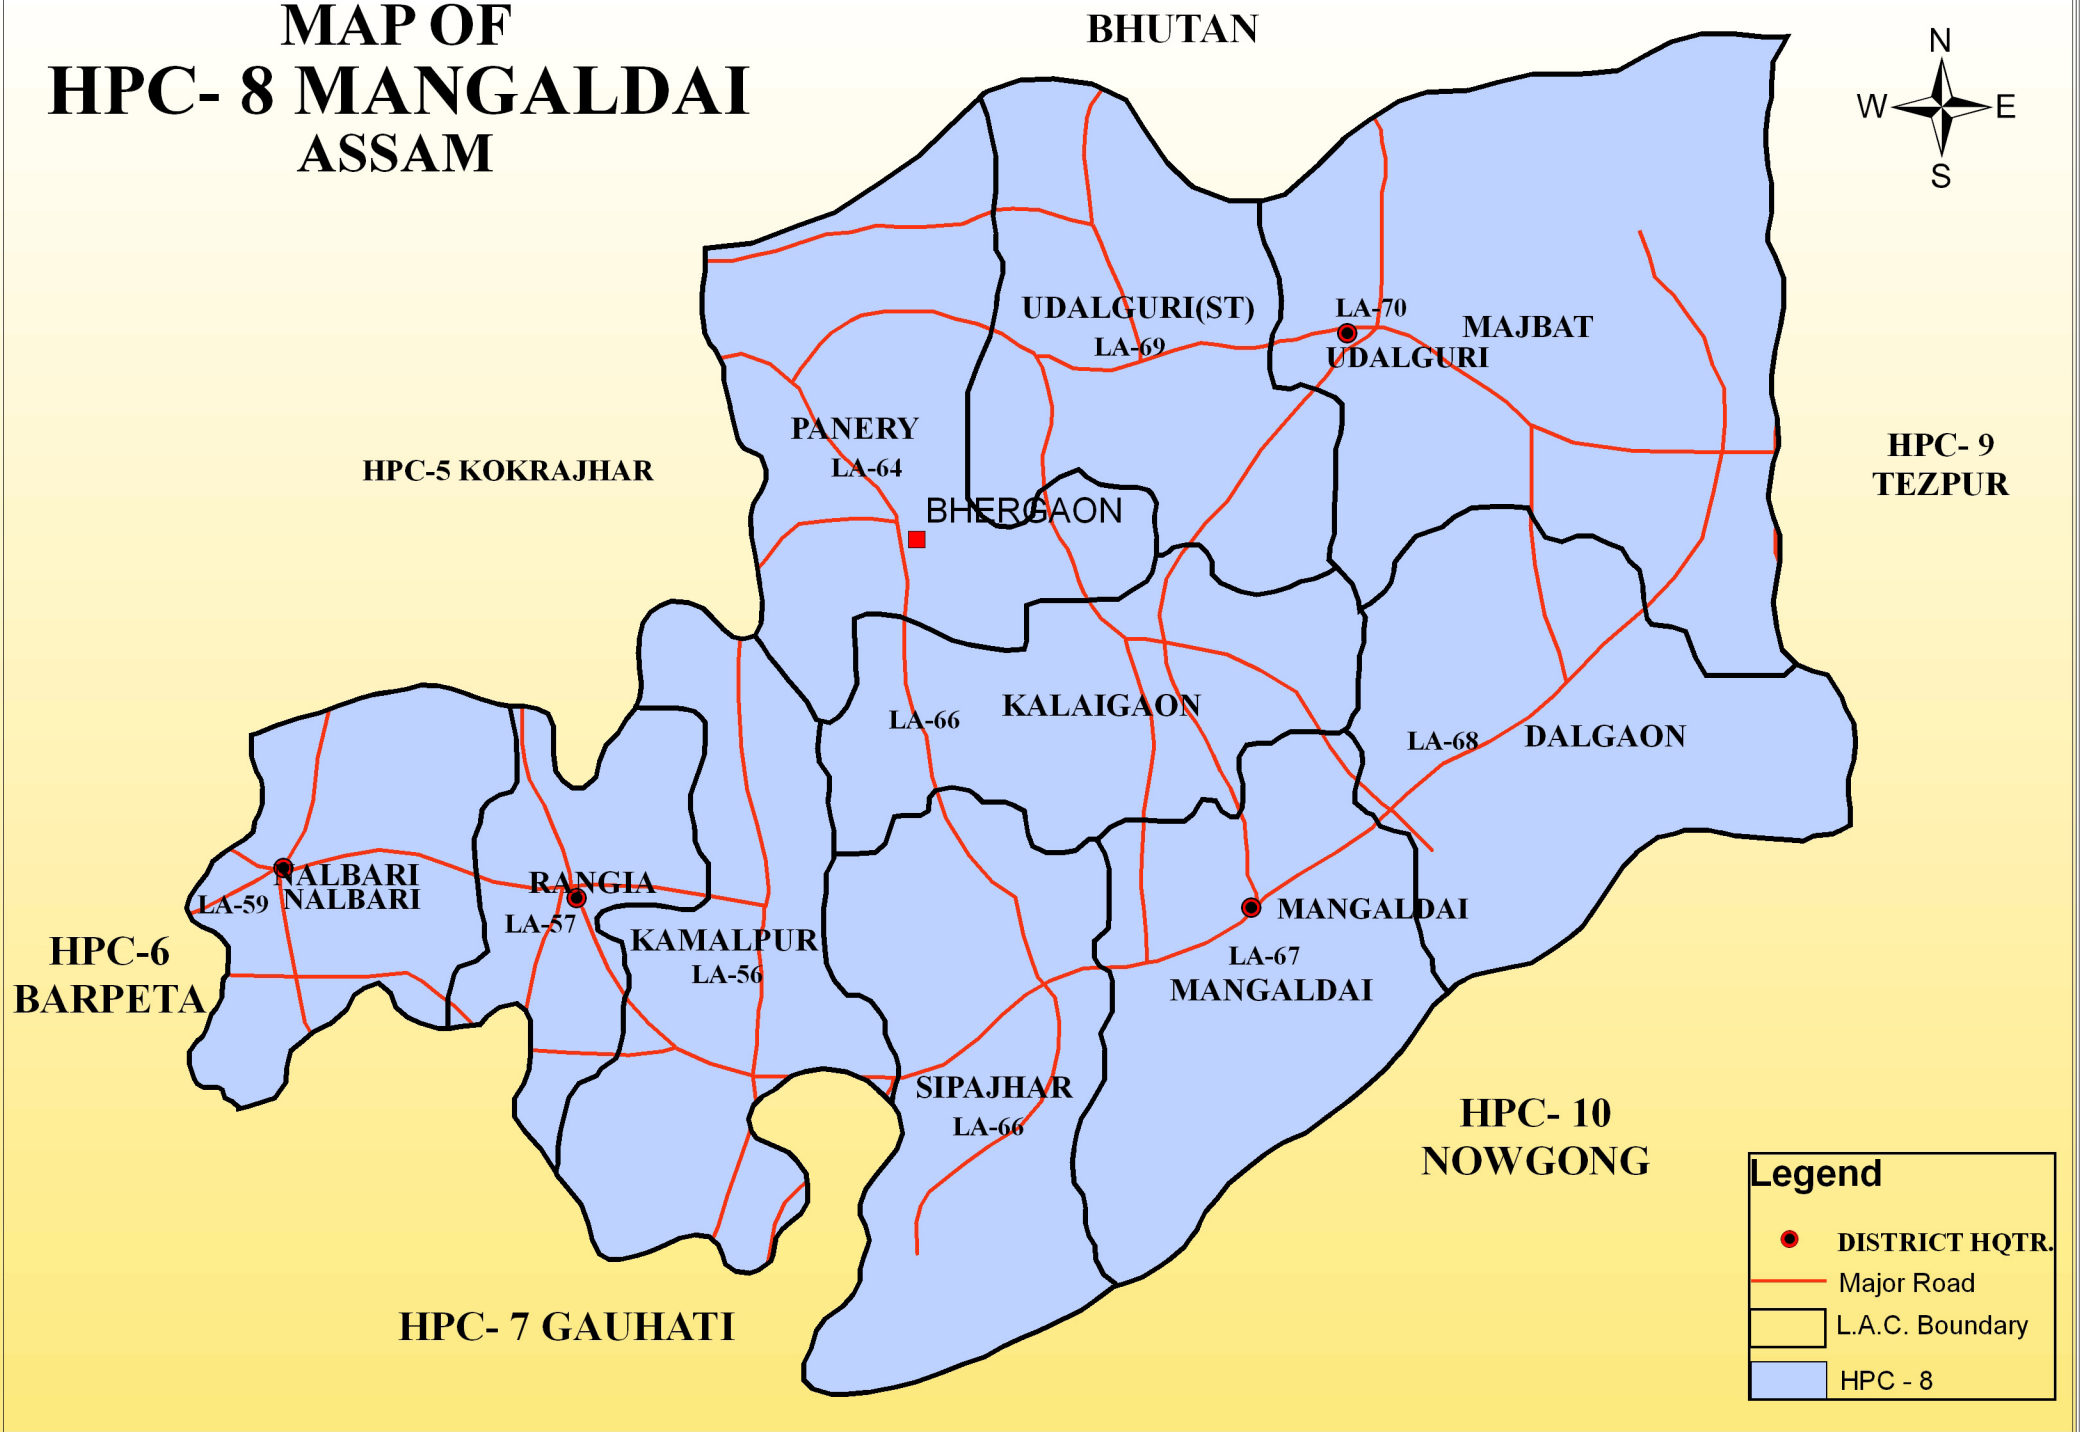 MAP OF
HPC- 8 MANGALDAI
ASSAM
BHUTAN
N
W E
S
UDALGURI(ST)
LA-69
LA-70
UDALGURI
MAJBAT
PANERY
LA-64
BHERGAON
HPC-5 KOKRAJHAR
HPC- 9
TEZPUR
LA-66
KALAIGAON
LA-68
DALGAON
NALBARI
NALBARI
LA-59
RANGIA
LA-57
KAMALPUR
LA-56
MANGALDAI
LA-67
MANGALDAI
HPC-6
BARPETA
SIPAJHAR
LA-66
HPC- 10
NOWGONG
HPC- 7 GAUHATI
Legend
DISTRICT HQTR.
Major Road
L.A.C. Boundary
HPC - 8